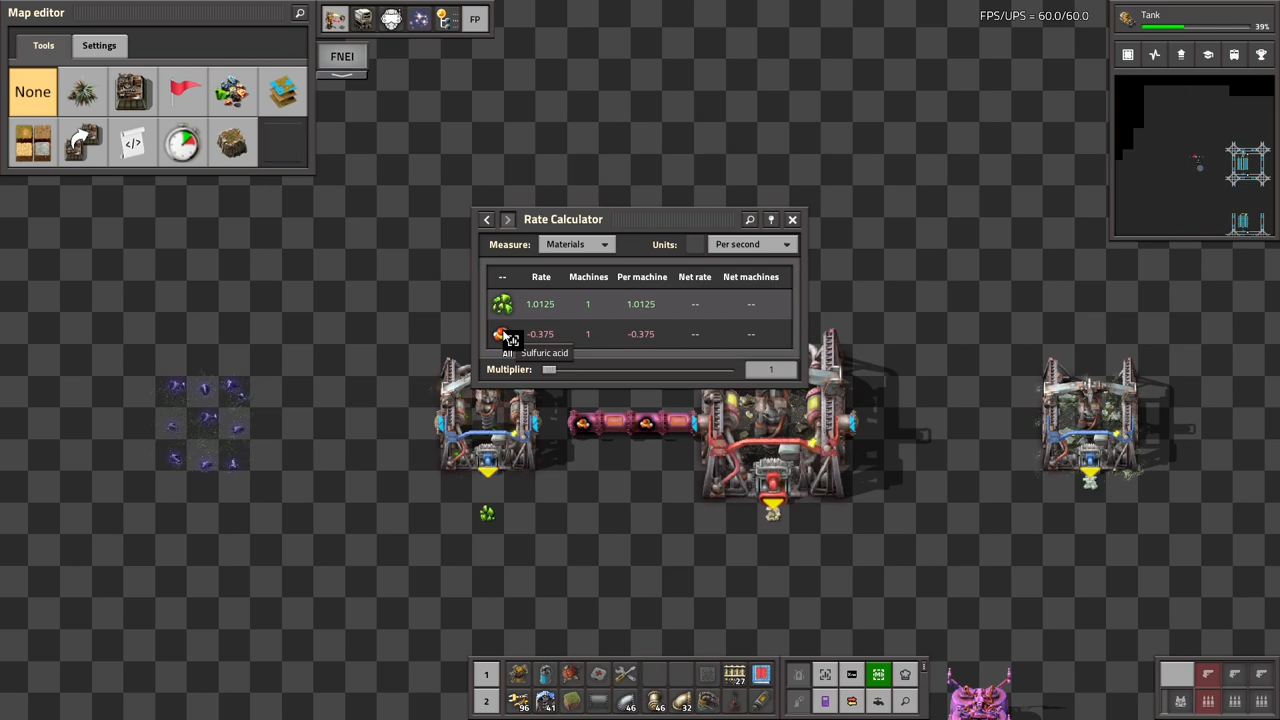 Map editor
Tools Settings
None
FP
FNEI
FPS/UPS = 60.0/60.0
Tank
39%
Rate Calculator
Measure: Materials Units: Per second
-- Rate Machines Per machine Net rate Net machines
1.0125 1 1.0125 -- --
-0.375 1 -0.375 -- --
All Sulfuric acid
Multiplier: 1
1 27
2 96 41 46 46 32